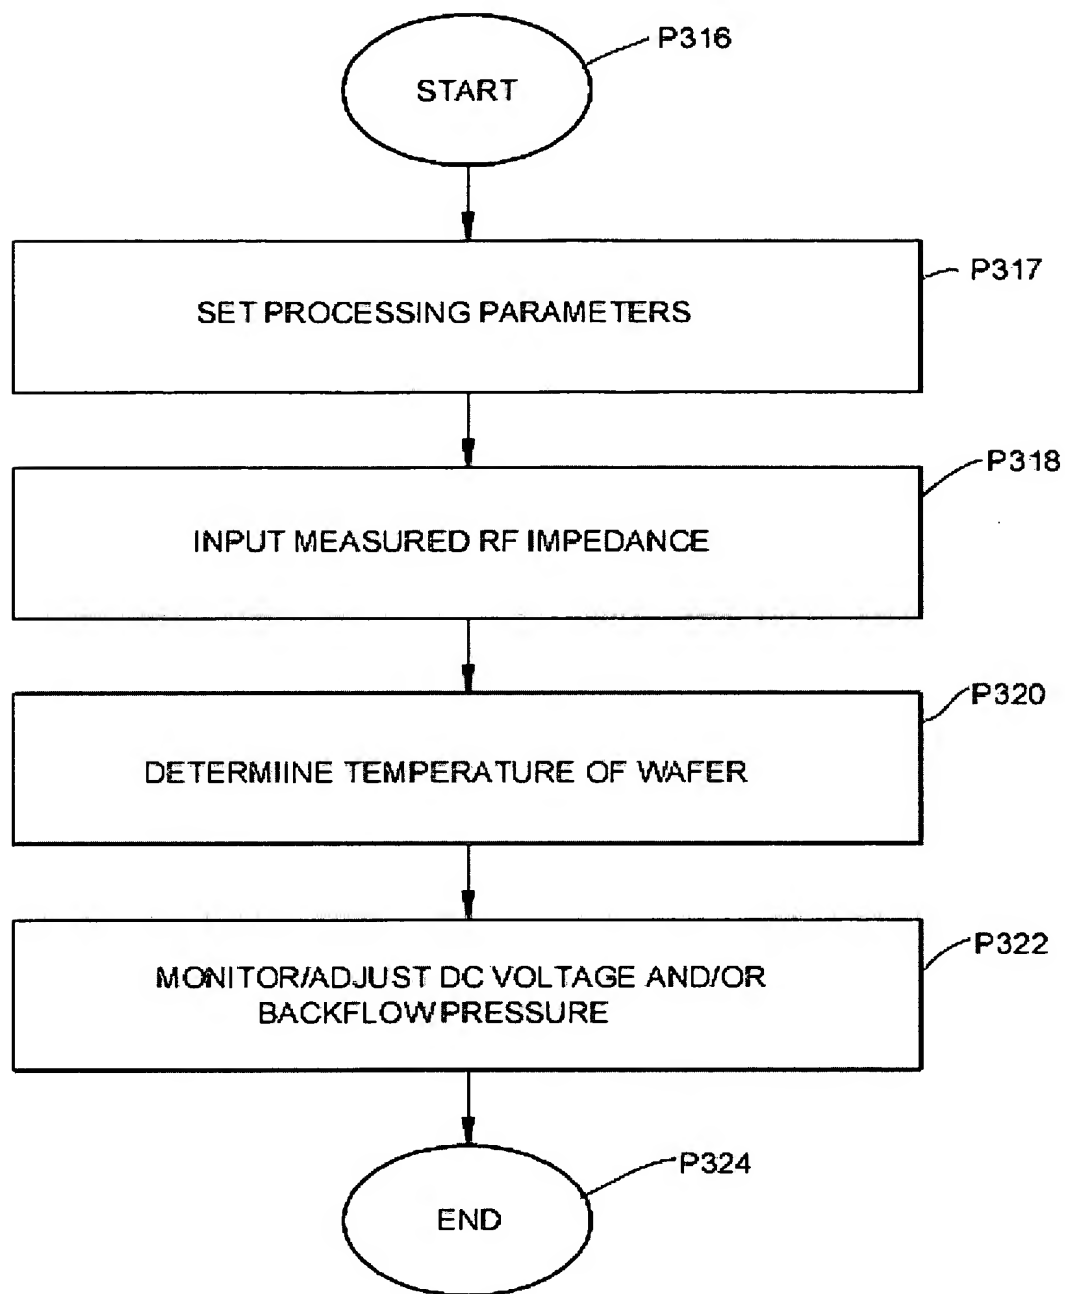 P316
START
P317
SET PROCESSING PARAMETERS
P318
INPUT MEASURED RF IMPEDANCE
P320
DETERMIINE TEMPERATURE OF WAFER
P322
MONITOR/ADJUST DC VOLTAGE AND/OR
BACKFLOW PRESSURE
P324
END